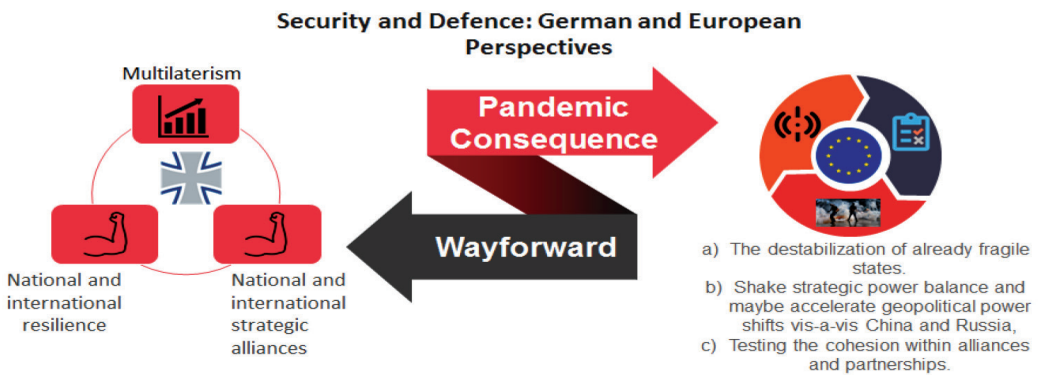 Security and Defence: German and European
Perspectives
Multilaterism
National and
international
resilience
National and
international
strategic
alliances
Pandemic
Consequence
Wayforward
a) The destabilization of already fragile
states.
b) Shake strategic power balance and
maybe accelerate geopolitical power
shifts vis-a-vis China and Russia,
c) Testing the cohesion within alliances
and partnerships.